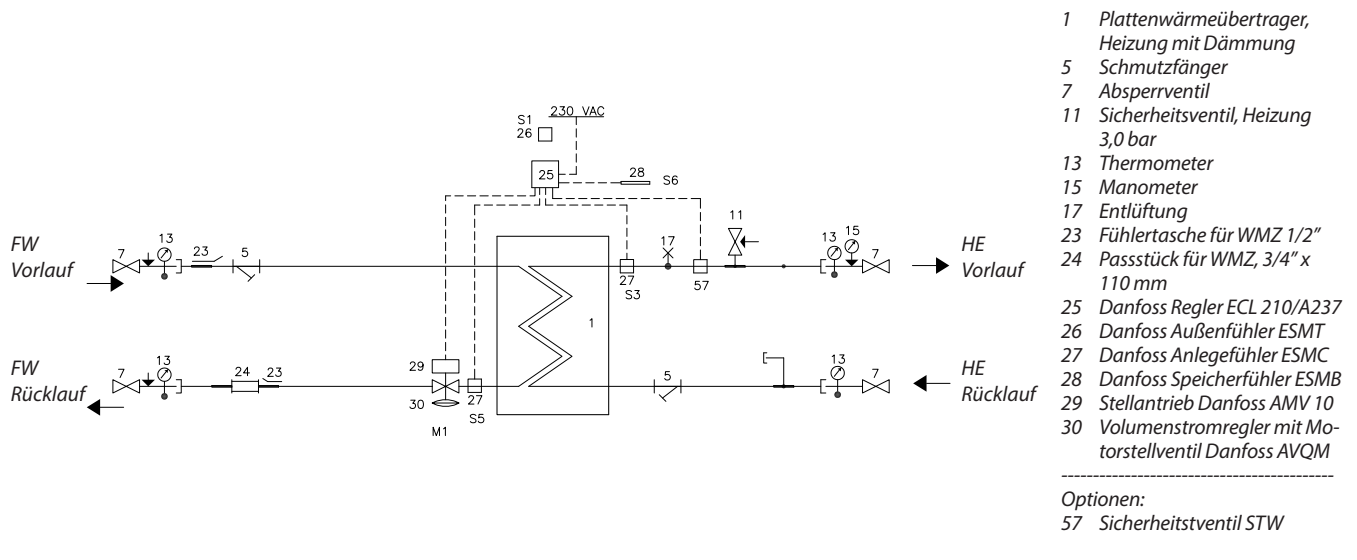 230 VAC
S1
26
25
28
S6
FW
Vorlauf
7
13
23
5
27
S3
17
57
11
13
15
7
HE
Vorlauf
1
FW
Rücklauf
7
13
24
23
29
30
M1
27
S5
5
13
7
HE
Rücklauf
1 Plattenwärmeübertrager,
Heizung mit Dämmung
5 Schmutzfänger
7 Absperrventil
11 Sicherheitsventil, Heizung
3,0 bar
13 Thermometer
15 Manometer
17 Entlüftung
23 Fühlertasche für WMZ 1/2”
24 Passstück für WMZ, 3/4” x
110 mm
25 Danfoss Regler ECL 210/A237
26 Danfoss Außenfühler ESMT
27 Danfoss Anlegefühler ESMC
28 Danfoss Speicherfühler ESMB
29 Stellantrieb Danfoss AMV 10
30 Volumenstromregler mit Mo-
torstellventil Danfoss AVQM
-------------------------------------------
Optionen:
57 Sicherheitstventil STW